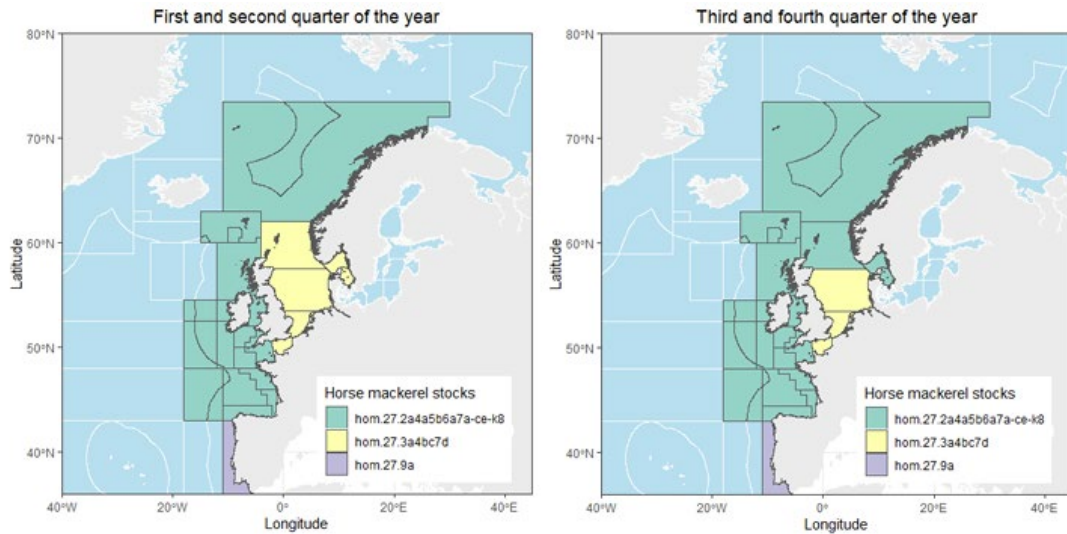 First and second quarter of the year
80°N
70°N
60°N
50°N
40°N
Latitude
40°W
20°W
0°
20°E
40°E
Longitude
Horse mackerel stocks
hom.27.2a4a5b6a7a-ce-k8
hom.27.3a4bc7d
hom.27.9a
Third and fourth quarter of the year
80°N
70°N
60°N
50°N
40°N
Latitude
40°W
20°W
0°
20°E
40°E
Longitude
Horse mackerel stocks
hom.27.2a4a5b6a7a-ce-k8
hom.27.3a4bc7d
hom.27.9a